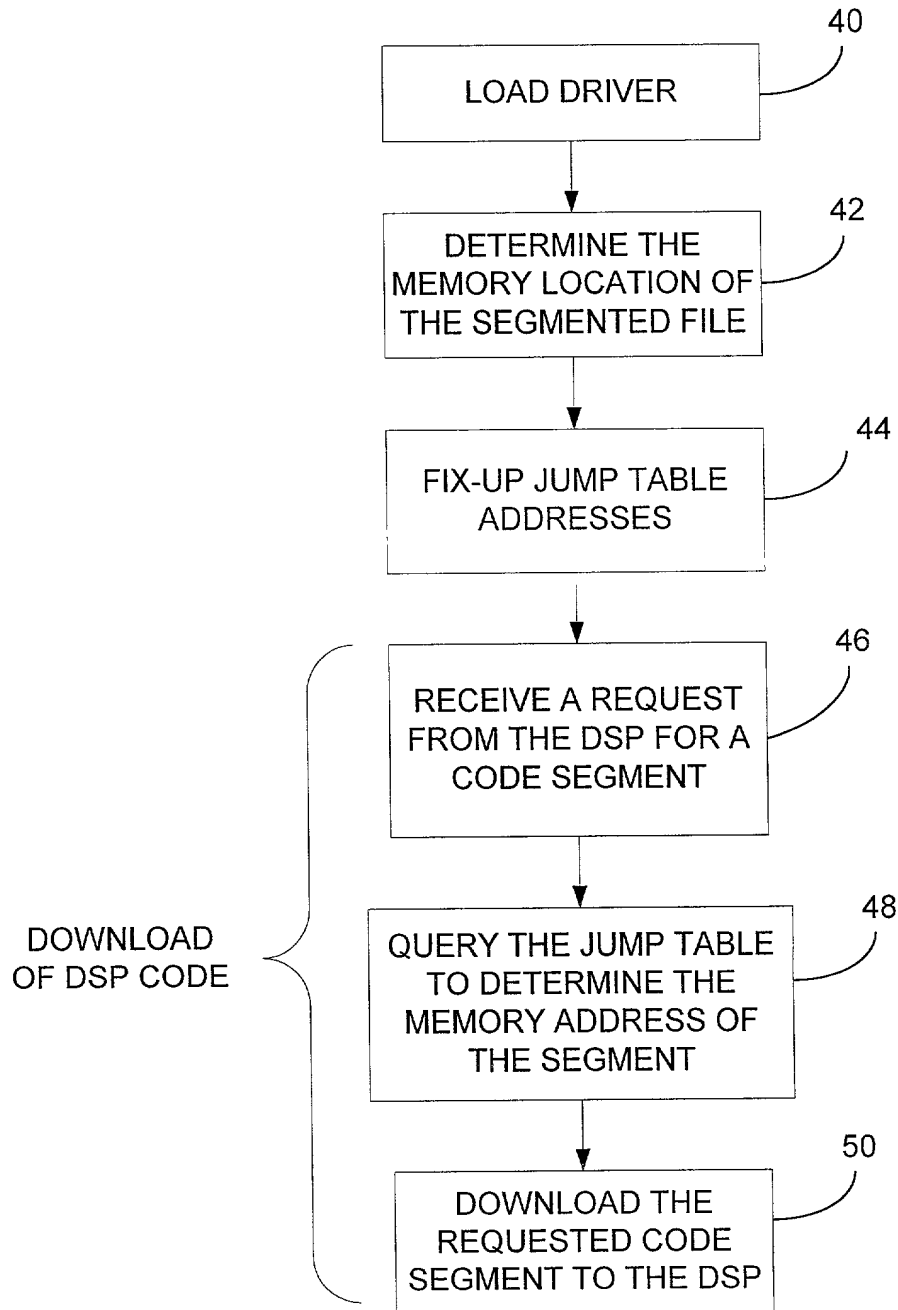 40
LOAD DRIVER
42
DETERMINE THE
MEMORY LOCATION OF
THE SEGMENTED FILE
44
FIX-UP JUMP TABLE
ADDRESSES
46
RECEIVE A REQUEST
FROM THE DSP FOR A
CODE SEGMENT
DOWNLOAD
OF DSP CODE
48
QUERY THE JUMP TABLE
TO DETERMINE THE
MEMORY ADDRESS OF
THE SEGMENT
50
DOWNLOAD THE
REQUESTED CODE
SEGMENT TO THE DSP